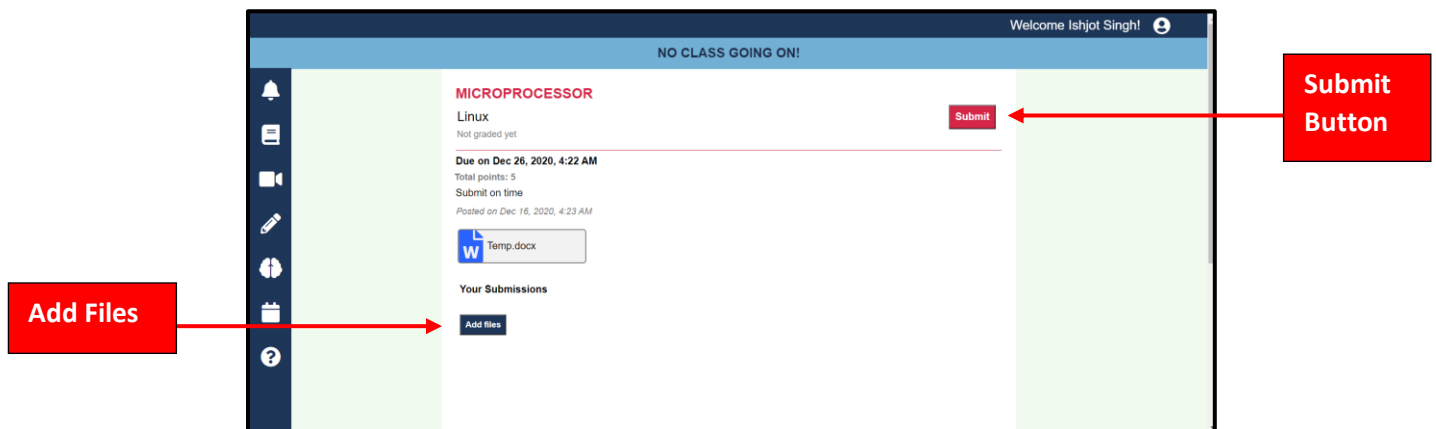 Welcome Ishjot Singh!
NO CLASS GOING ON!
MICROPROCESSOR
Linux
Submit
Not graded yet
Due on Dec 26, 2020, 4:22 AM
Total points: 5
Submit on time
Posted on Dec 16, 2020, 4:23 AM
W
Temp.docx
Your Submissions
Add files
Submit
Button
Add Files